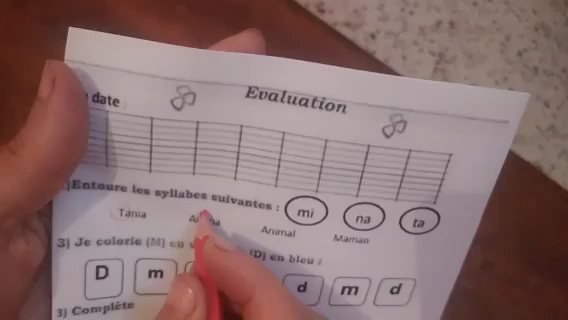 Evaluation
date :
)Entoure les syllabes suivantes : mi na ta
Tania Animal Maman
3) Je colorie (M) en (D) en bleu :
D m d m d
3) Complète